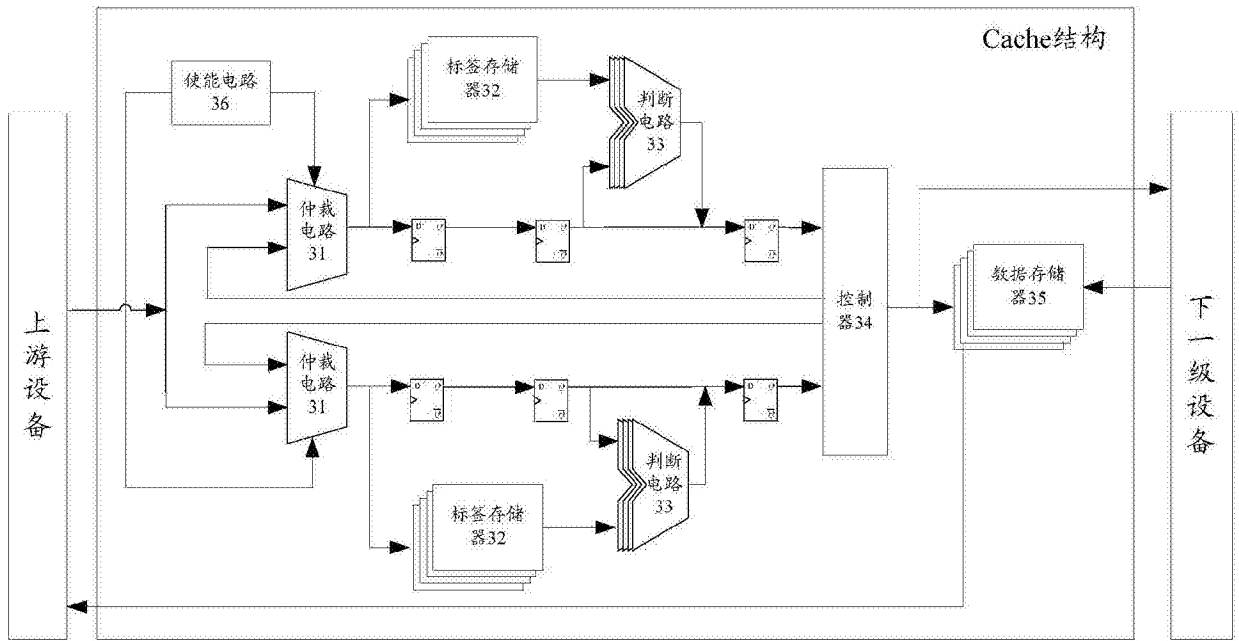 Cache结构
使能电路
36
标签存储
器32
判断
电路
33
仲裁
电路
31
D Q
Q
D Q
Q
D Q
Q
上游设备
控制
器34
数据存储
器35
下一级设备
仲裁
电路
31
D Q
Q
D Q
Q
D Q
Q
判断
电路
33
标签存储
器32